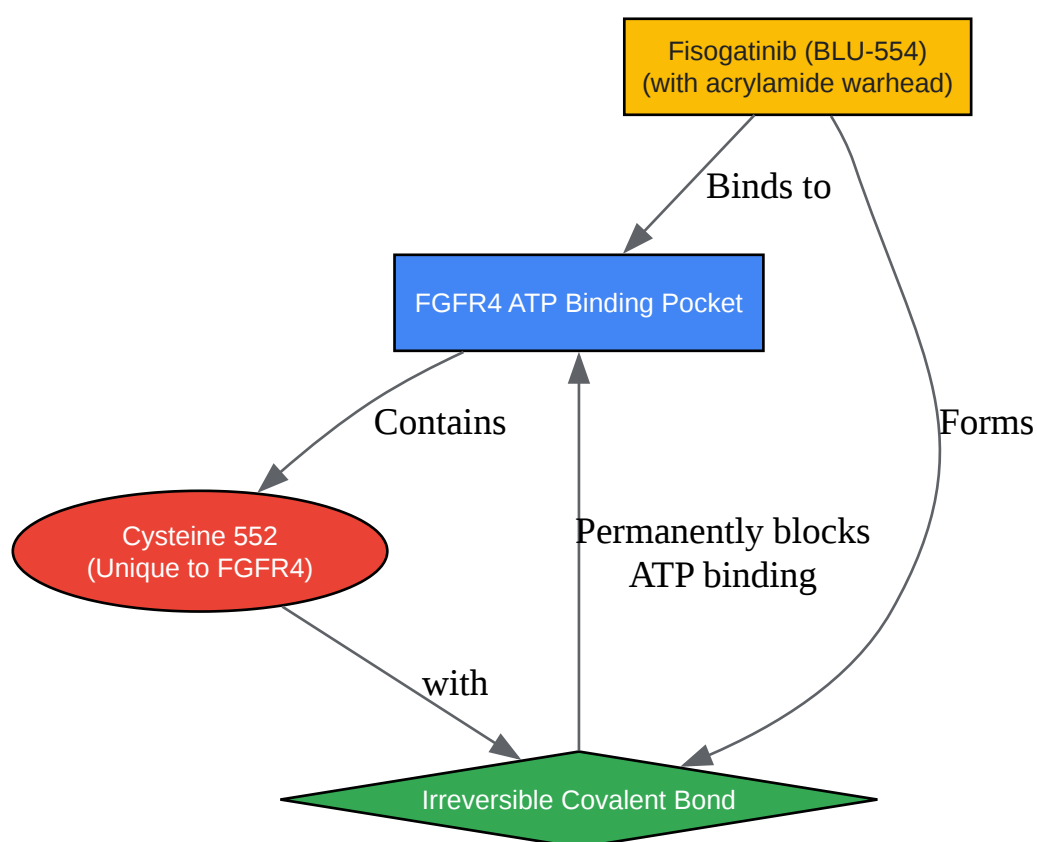 Fisogatinib (BLU-554)
(with acrylamide warhead)
Binds to
FGFR4 ATP Binding Pocket
Contains
Forms
Cysteine 552
(Unique to FGFR4)
Permanently blocks
ATP binding
with
Irreversible Covalent Bond